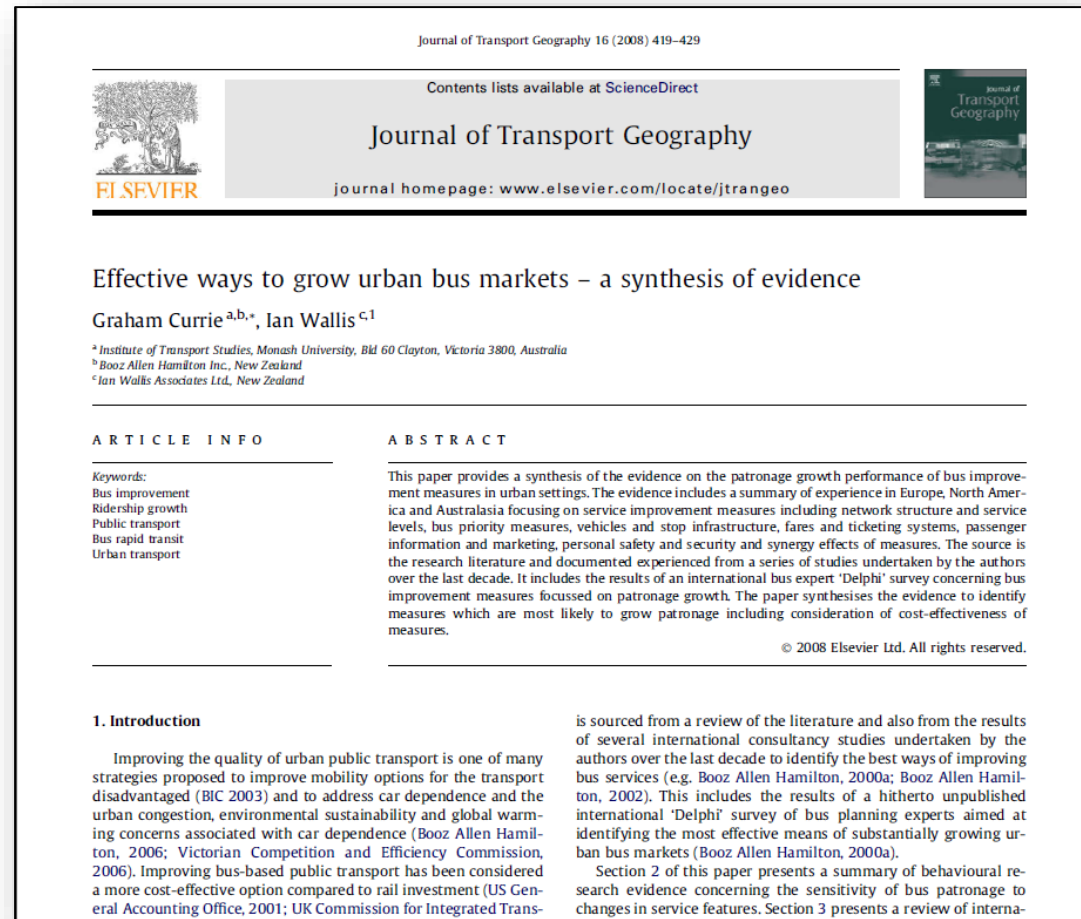 Journal of Transport Geography 16 (2008) 419–429
Contents lists available at ScienceDirect
Journal of Transport Geography
journal homepage: www.elsevier.com/locate/jtrangeo
ELSEVIER
Journal of
Transport
Geography
Effective ways to grow urban bus markets – a synthesis of evidence
Graham Currie a,b,*, Ian Wallis c,1
a Institute of Transport Studies, Monash University, Bld 60 Clayton, Victoria 3800, Australia
b Booz Allen Hamilton Inc., New Zealand
c Ian Wallis Associates Ltd., New Zealand
ARTICLE INFO
Keywords:
Bus improvement
Ridership growth
Public transport
Bus rapid transit
Urban transport
ABSTRACT
This paper provides a synthesis of the evidence on the patronage growth performance of bus improve-
ment measures in urban settings. The evidence includes a summary of experience in Europe, North Amer-
ica and Australasia focusing on service improvement measures including network structure and service
levels, bus priority measures, vehicles and stop infrastructure, fares and ticketing systems, passenger
information and marketing, personal safety and security and synergy effects of measures. The source is
the research literature and documented experienced from a series of studies undertaken by the authors
over the last decade. It includes the results of an international bus expert ‘Delphi’ survey concerning bus
improvement measures focussed on patronage growth. The paper synthesises the evidence to identify
measures which are most likely to grow patronage including consideration of cost-effectiveness of
measures.
© 2008 Elsevier Ltd. All rights reserved.
1. Introduction
Improving the quality of urban public transport is one of many
strategies proposed to improve mobility options for the transport
disadvantaged (BIC 2003) and to address car dependence and the
urban congestion, environmental sustainability and global warm-
ing concerns associated with car dependence (Booz Allen Hamil-
ton, 2006; Victorian Competition and Efficiency Commission,
2006). Improving bus-based public transport has been considered
a more cost-effective option compared to rail investment (US Gen-
eral Accounting Office, 2001; UK Commission for Integrated Trans-
is sourced from a review of the literature and also from the results
of several international consultancy studies undertaken by the
authors over the last decade to identify the best ways of improving
bus services (e.g. Booz Allen Hamilton, 2000a; Booz Allen Hamil-
ton, 2002). This includes the results of a hitherto unpublished
international ‘Delphi’ survey of bus planning experts aimed at
identifying the most effective means of substantially growing ur-
ban bus markets (Booz Allen Hamilton, 2000a).
Section 2 of this paper presents a summary of behavioural re-
search evidence concerning the sensitivity of bus patronage to
changes in service features. Section 3 presents a review of interna-